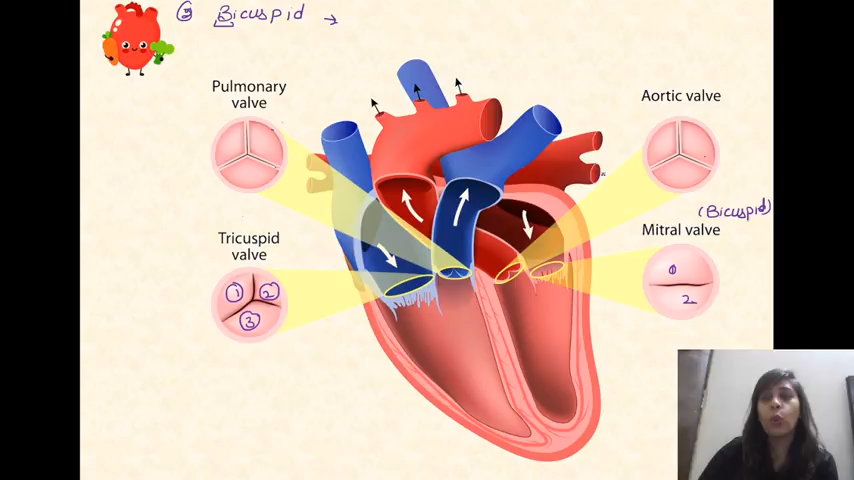 ③ Bicuspid →
Pulmonary
valve
Aortic valve
(Bicuspid)
Tricuspid
valve
Mitral valve
① ②
③
①
2